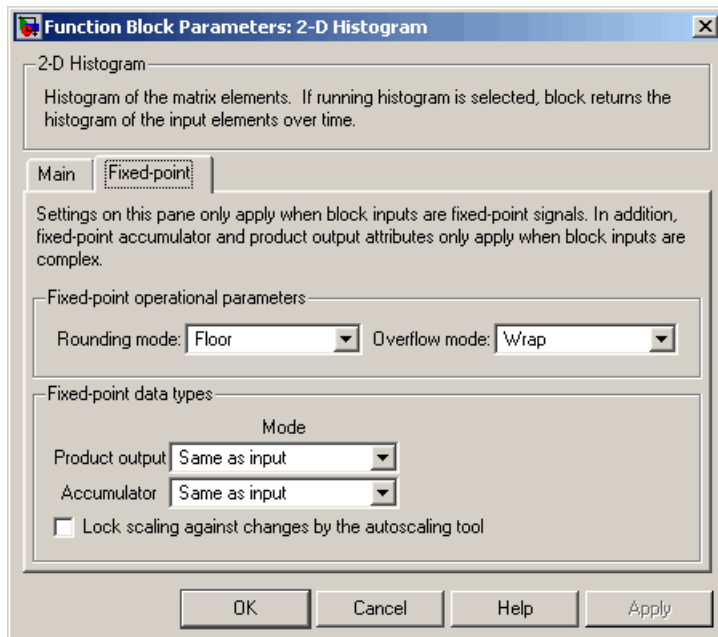 Function Block Parameters: 2-D Histogram
2-D Histogram
Histogram of the matrix elements.  If running histogram is selected, block returns the
histogram of the input elements over time.
Main
Fixed-point
Settings on this pane only apply when block inputs are fixed-point signals. In addition,
fixed-point accumulator and product output attributes only apply when block inputs are
complex.
Fixed-point operational parameters
Rounding mode: Floor Overflow mode: Wrap
Fixed-point data types
Mode
Product output Same as input
Accumulator Same as input
Lock scaling against changes by the autoscaling tool
OK Cancel Help Apply